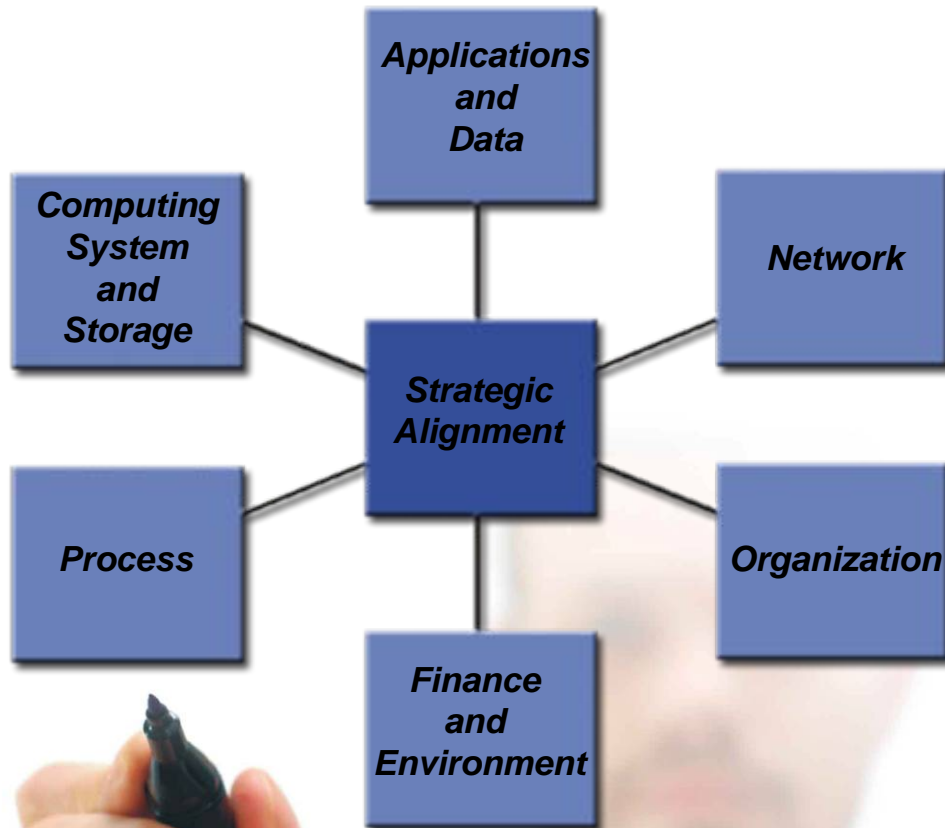 Applications
and
Data
Computing
System
and
Storage
Network
Strategic
Alignment
Process
Organization
Finance
and
Environment